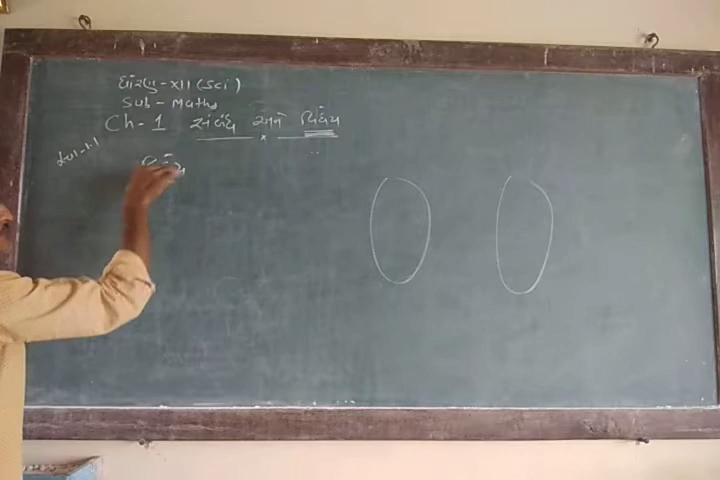 ધોરણ - XII (Sci)
Sub - Maths
Ch - 1 સંબંધ અને વિધેય